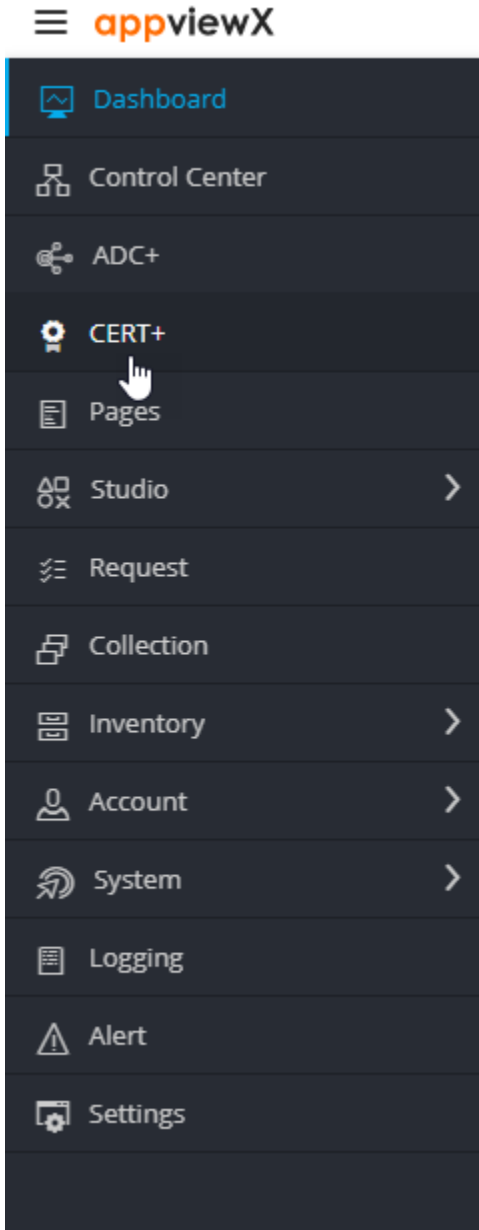 appviewX
Dashboard
Control Center
ADC+
CERT+
Pages
Studio
Request
Collection
Inventory
Account
System
Logging
Alert
Settings